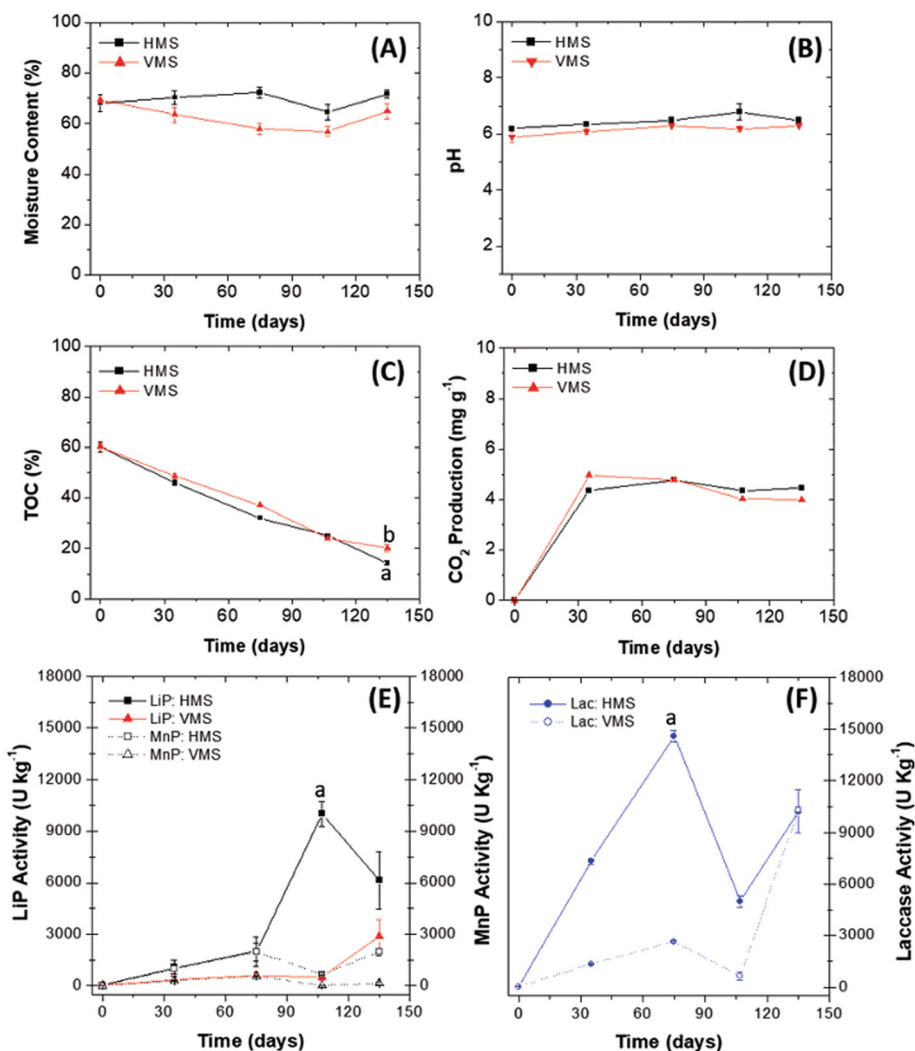 (A)
HMS
VMS
Moisture Content (%)
100
80
60
40
20
0
0 30 60 90 120 150
Time (days)
(B)
HMS
VMS
pH
10
8
6
4
2
0 30 60 90 120 150
Time (days)
(C)
HMS
VMS
TOC (%)
100
80
60
40
20
0
b
a
0 30 60 90 120 150
Time (days)
(D)
HMS
VMS
CO2 Production (mg g-1)
10
8
6
4
2
0
0 30 60 90 120 150
Time (days)
(E)
LiP: HMS
LiP: VMS
MnP: HMS
MnP: VMS
LiP Activity (U kg-1)
18000
15000
12000
9000
6000
3000
0
a
18000
15000
12000
9000
6000
3000
0
MnP Activity (U Kg-1)
0 30 60 90 120 150
Time (days)
(F)
Lac: HMS
Lac: VMS
a
18000
15000
12000
9000
6000
3000
0
Laccase Activiy (U Kg-1)
0 30 60 90 120 150
Time (days)